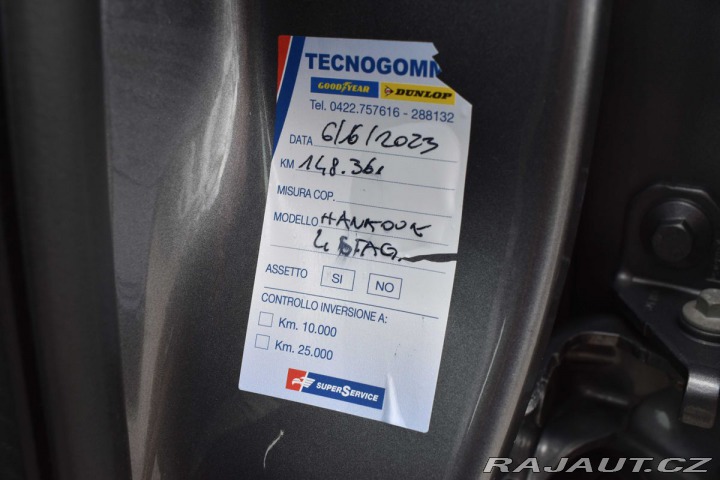 TECNOGOMM
GOODYEAR DUNLOP
Tel. 0422.757616 - 288132
DATA 6/6/2023
KM 148.361
MISURA COP.
MODELLO HANKOOK
4 STAG.
ASSETTO SI NO
CONTROLLO INVERSIONE A:
Km. 10.000
Km. 25.000
SUPERSERVICE
RAJAUT.CZ